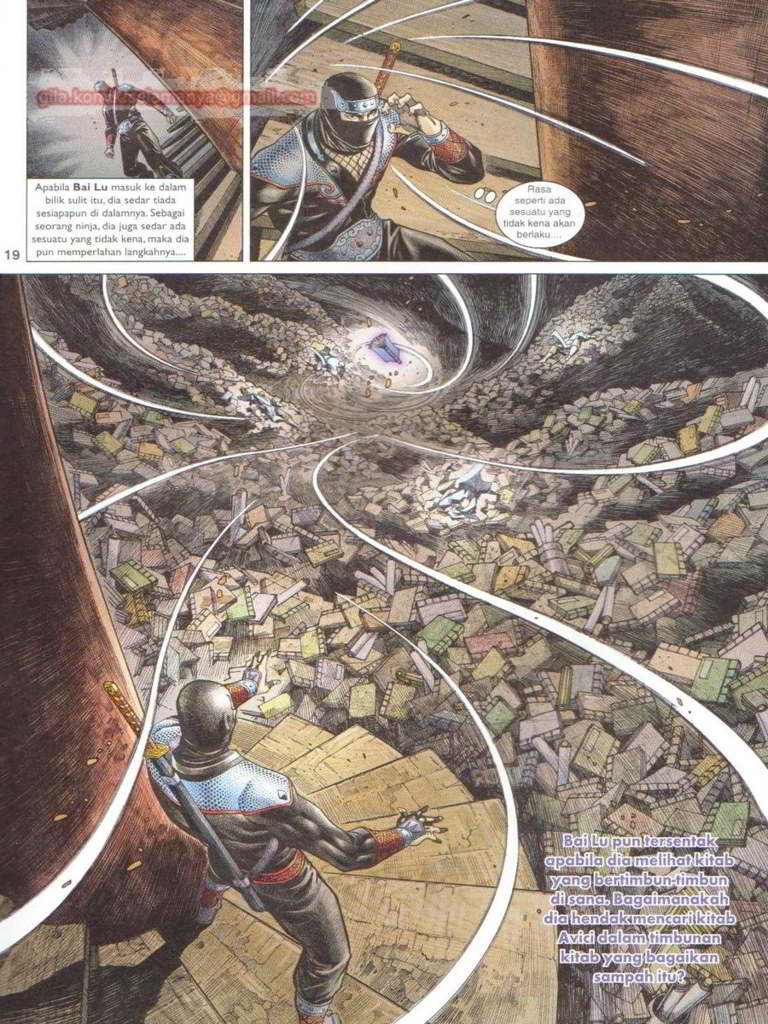 gila.komikselamanya@gmail.com
Apabila Bai Lu masuk ke dalam
bilik sulit itu, dia sedar tiada
sesiapapun di dalamnya. Sebagai
seorang ninja, dia juga sedar ada
sesuatu yang tidak kena, maka dia
pun memperlahan langkahnya....
Rasa
seperti ada
sesuatu yang
tidak kena akan
berlaku....
19
Bai Lu pun tersentak
apabila dia melihat kitab
yang bertimbun-timbun
di sana. Bagaimanakah
dia hendak mencari kitab
Avici dalam timbunan
kitab yang bagaikan
sampah itu?